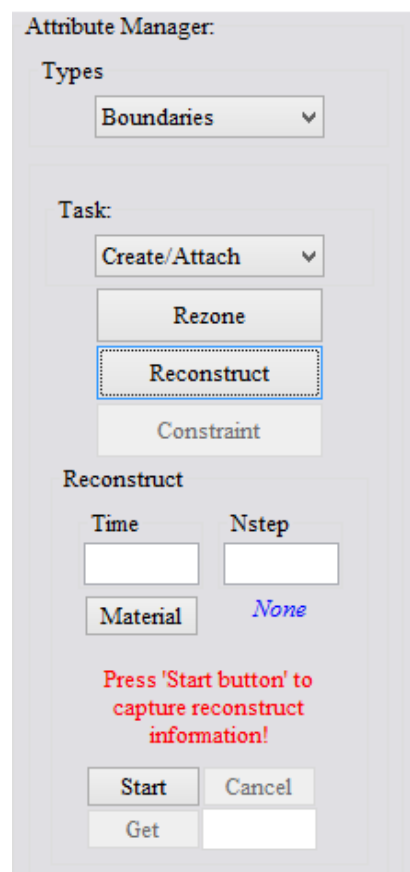 Attribute Manager:
Types
Boundaries
Task:
Create/Attach
Rezone
Reconstruct
Constraint
Reconstruct
Time Nstep
Material None
Press 'Start button' to
capture reconstruct
information!
Start Cancel
Get